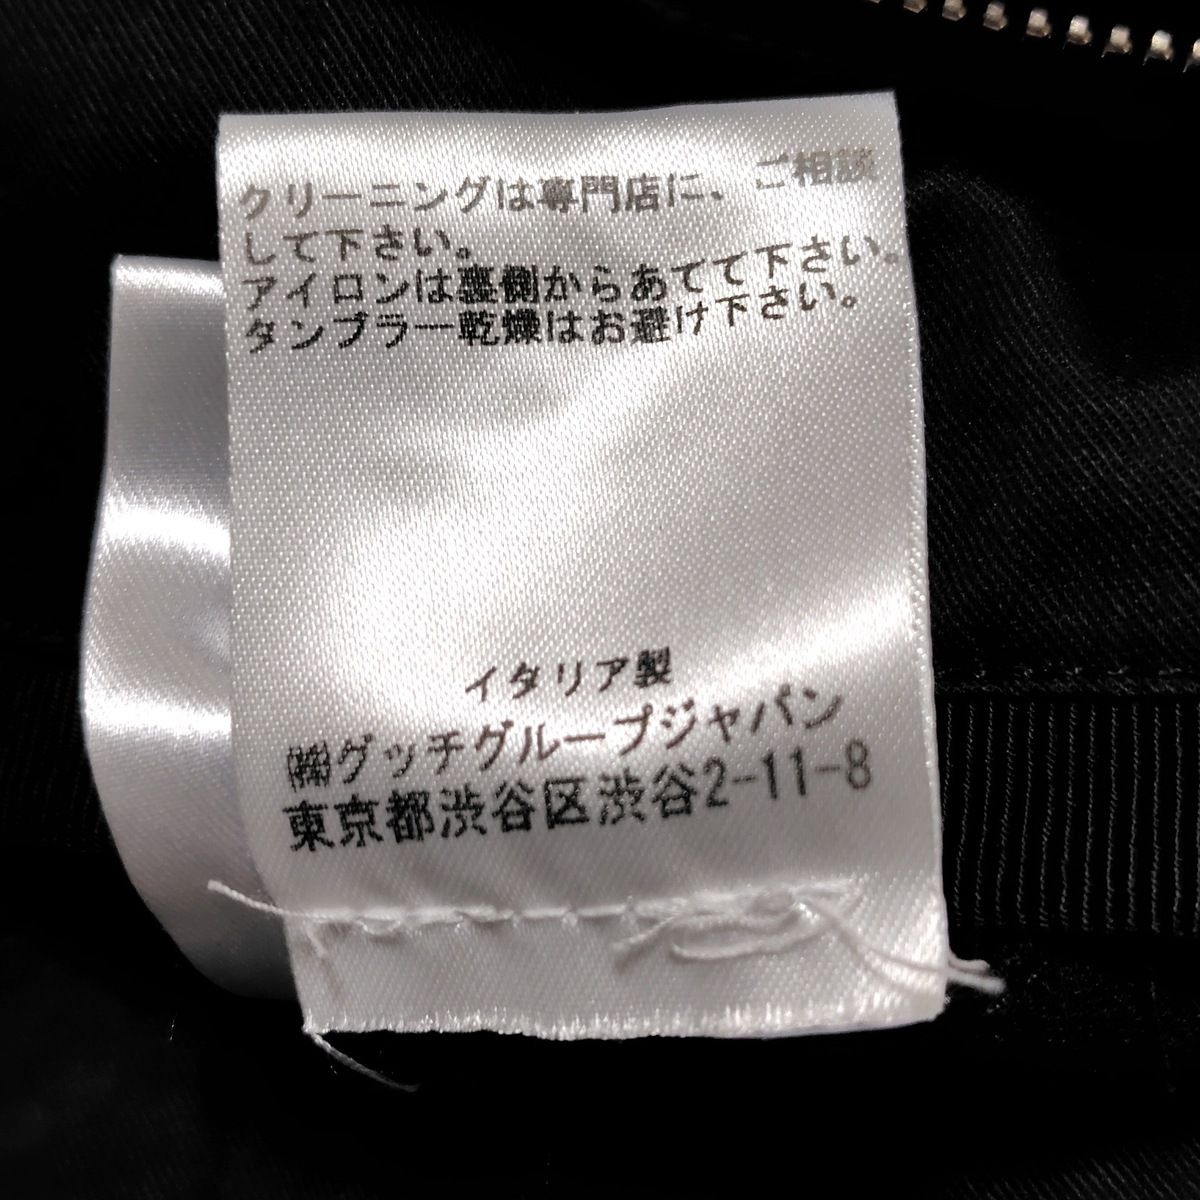 クリーニングは専門店に、ご相談
して下さい。
アイロンは裏側からあてて下さい。
タンブラー乾燥はお避け下さい。
イタリア製
㈱グッチグループジャパン
東京都渋谷区渋谷2-11-8